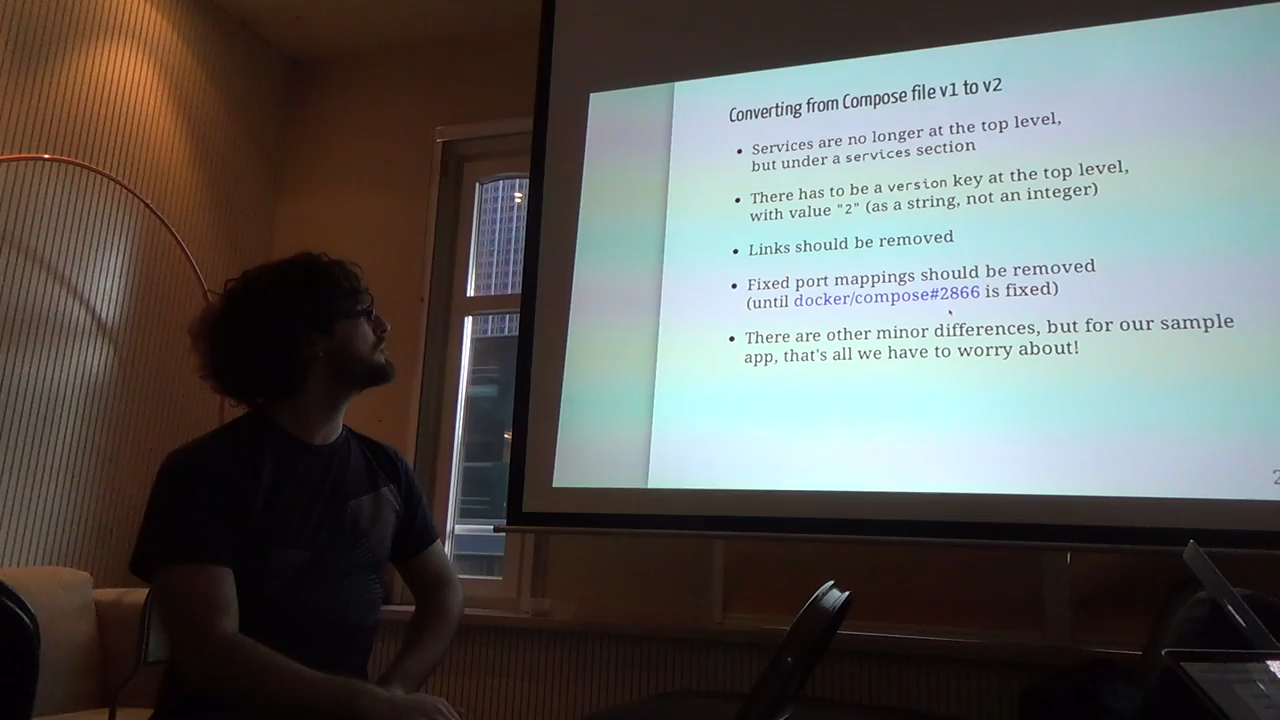 Converting from Compose file v1 to v2
• Services are no longer at the top level,
but under a services section
• There has to be a version key at the top level,
with value "2" (as a string, not an integer)
• Links should be removed
• Fixed port mappings should be removed
(until docker/compose#2866 is fixed)
• There are other minor differences, but for our sample
app, that's all we have to worry about!